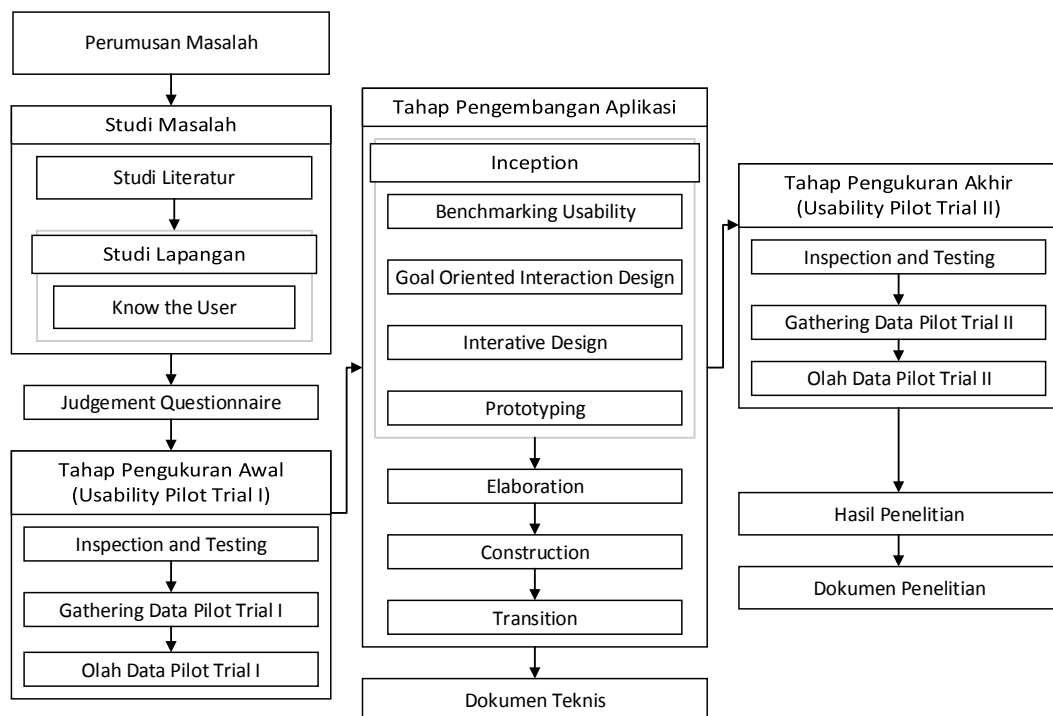 Perumusan Masalah
Studi Masalah
Studi Literatur
Studi Lapangan
Know the User
Judgement Questionnaire
Tahap Pengukuran Awal
(Usability Pilot Trial I)
Inspection and Testing
Gathering Data Pilot Trial I
Olah Data Pilot Trial I
Tahap Pengembangan Aplikasi
Inception
Benchmarking Usability
Goal Oriented Interaction Design
Interative Design
Prototyping
Elaboration
Construction
Transition
Dokumen Teknis
Tahap Pengukuran Akhir
(Usability Pilot Trial II)
Inspection and Testing
Gathering Data Pilot Trial II
Olah Data Pilot Trial II
Hasil Penelitian
Dokumen Penelitian